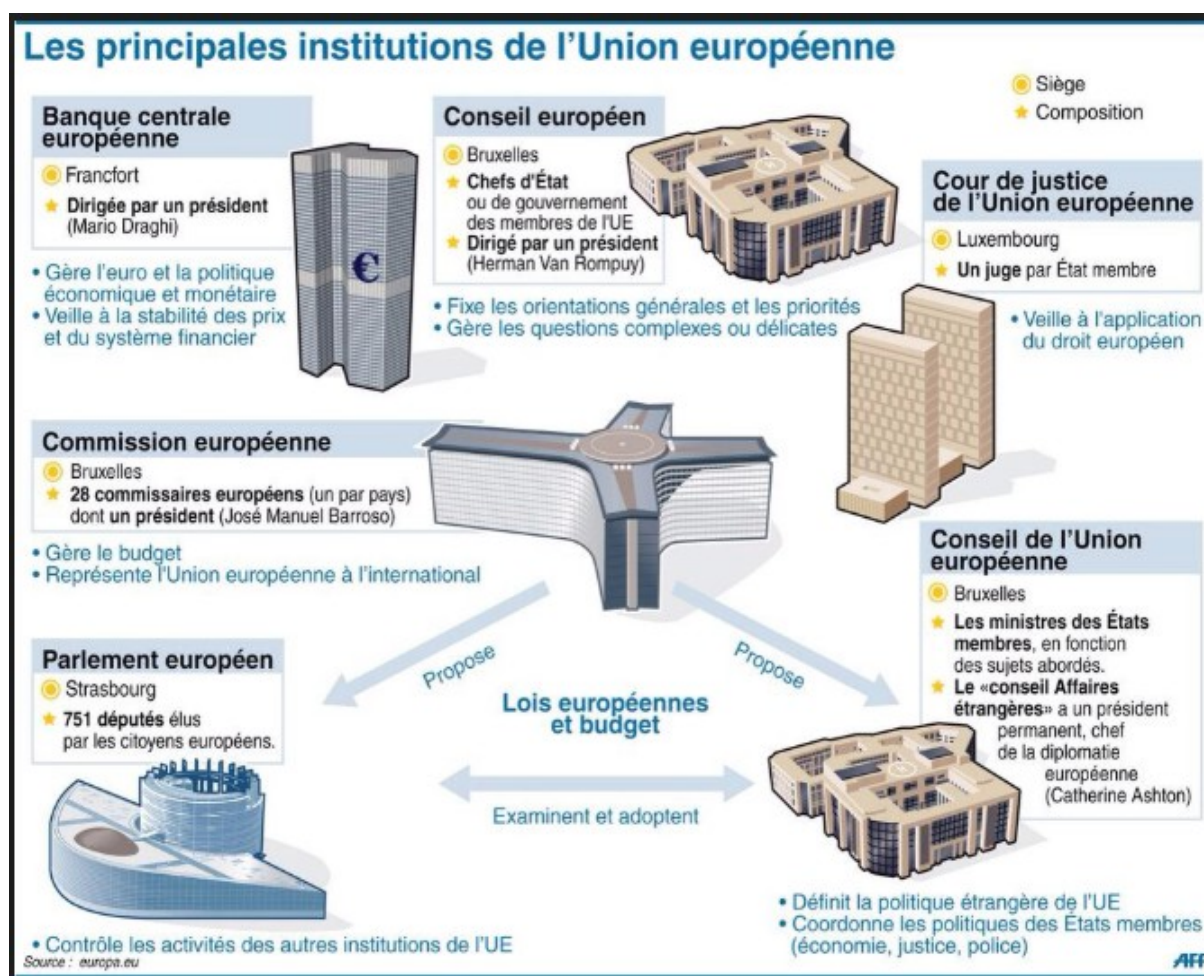 Les principales institutions de l'Union européenne
Siège
Composition
Banque centrale
européenne
Francfort
Dirigée par un président
(Mario Draghi)
• Gère l'euro et la politique
économique et monétaire
• Veille à la stabilité des prix
et du système financier
€
Conseil européen
Bruxelles
Chefs d'État
ou de gouvernement
des membres de l'UE
Dirigé par un président
(Herman Van Rompuy)
• Fixe les orientations générales et les priorités
• Gère les questions complexes ou délicates
Cour de justice
de l'Union européenne
Luxembourg
Un juge par État membre
• Veille à l'application
du droit européen
Commission européenne
Bruxelles
28 commissaires européens (un par pays)
dont un président (José Manuel Barroso)
• Gère le budget
• Représente l'Union européenne à l'international
Propose
Propose
Lois européennes
et budget
Examinent et adoptent
Parlement européen
Strasbourg
751 députés élus
par les citoyens européens.
• Contrôle les activités des autres institutions de l'UE
Conseil de l'Union
européenne
Bruxelles
Les ministres des États
membres, en fonction
des sujets abordés.
Le «conseil Affaires
étrangères» a un président
permanent, chef
de la diplomatie
européenne
(Catherine Ashton)
• Définit la politique étrangère de l'UE
• Coordonne les politiques des États membres
(économie, justice, police)
Source : europa.eu